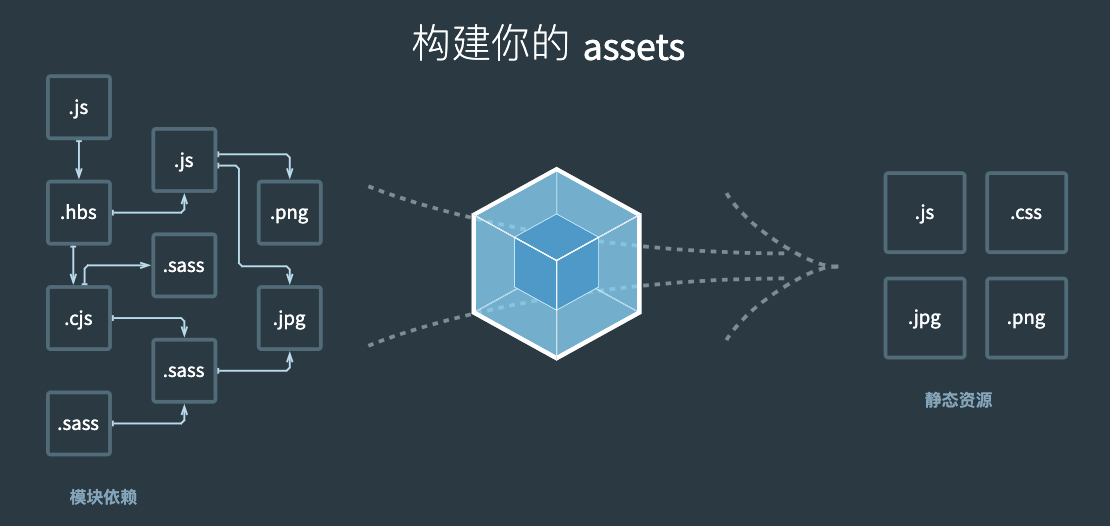 构建你的 assets
.js
.js
.hbs
.png
.sass
.cjs
.jpg
.sass
.sass
模块依赖
.js
.css
.jpg
.png
静态资源